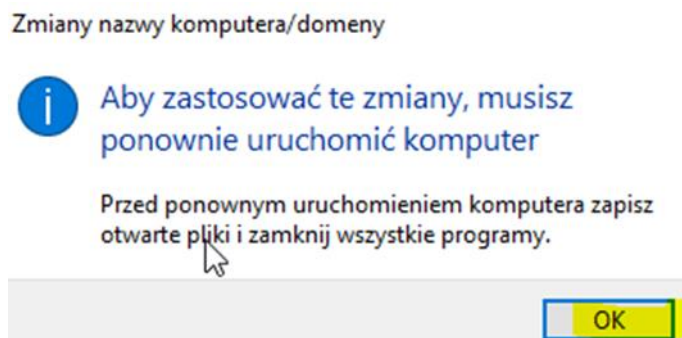 Zmiany nazwy komputera/domeny
Aby zastosować te zmiany, musisz
ponownie uruchomić komputer
Przed ponownym uruchomieniem komputera zapisz
otwarte pliki i zamknij wszystkie programy.
OK